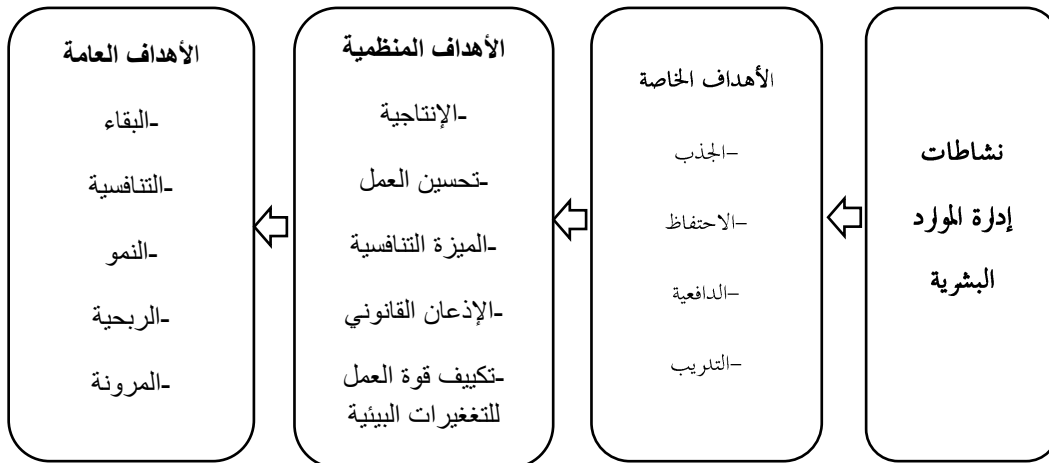 نشاطات
إدارة الموارد
البشرية
الأهداف الخاصة
-الجذب
-الاحتفاظ
-الدافعية
-التدريب
الأهداف المنظمية
-الإنتاجية
-تحسين العمل
-الميزة التنافسية
-الإذعان القانوني
-تكييف قوة العمل
للتغغيرات البيئية
الأهداف العامة
-البقاء
-التنافسية
-النمو
-الربحية
-المرونة